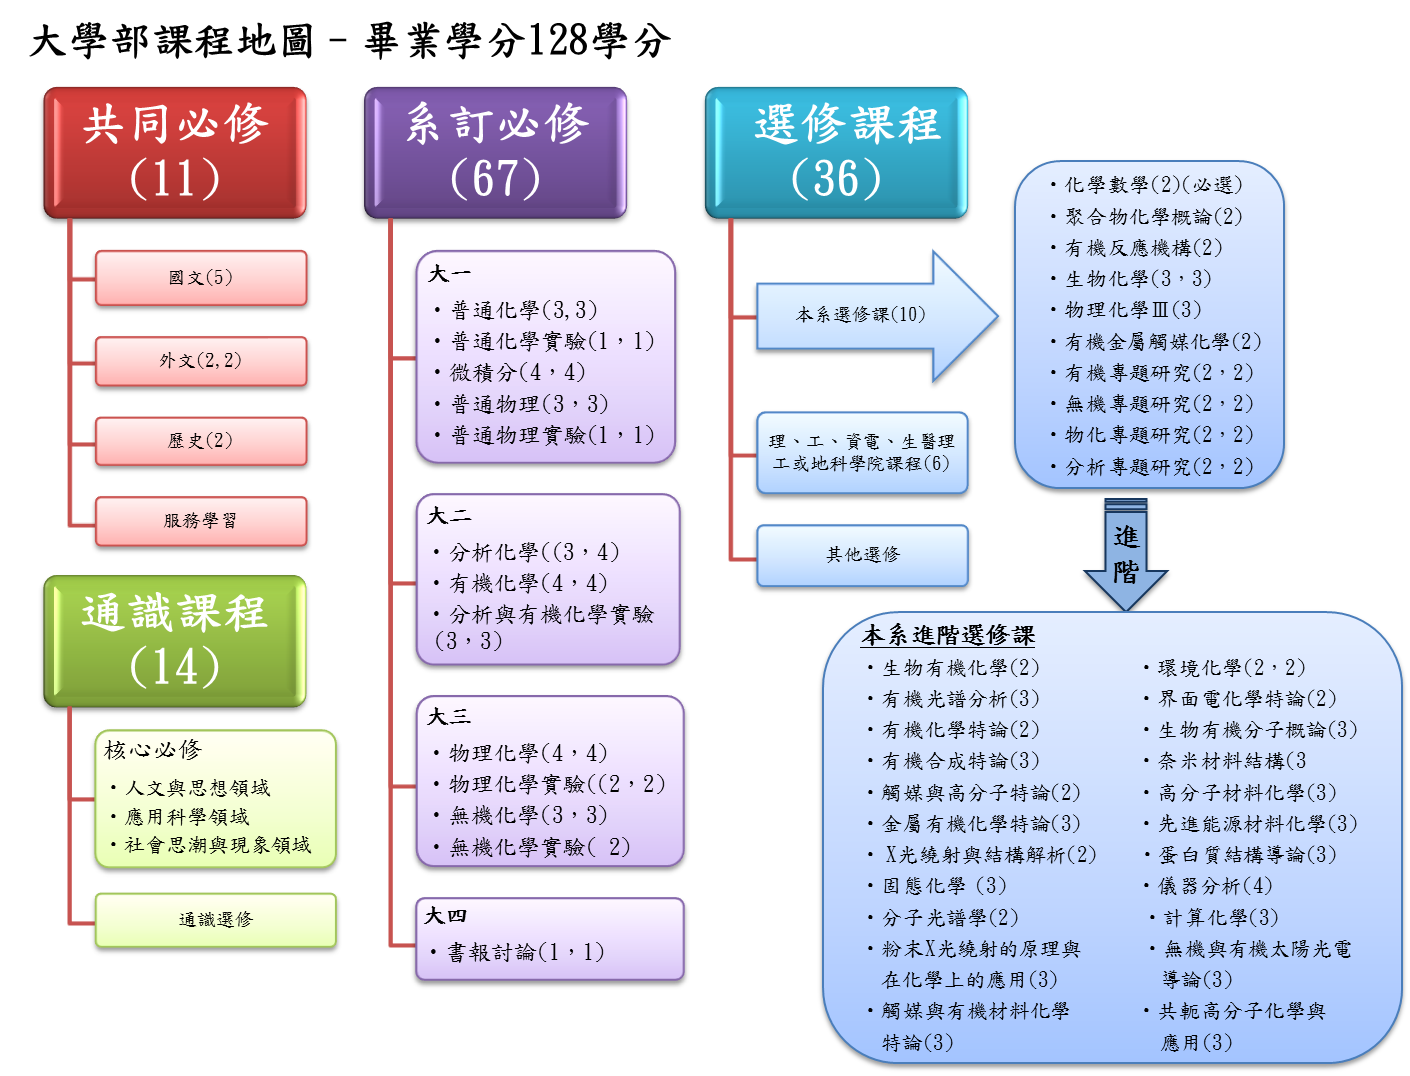 大學部課程地圖 - 畢業學分128學分
共同必修
(11)
國文(5)
外文(2,2)
歷史(2)
服務學習
通識課程
(14)
核心必修
・人文與思想領域
・應用科學領域
・社會思潮與現象領域
通識選修
系訂必修
(67)
大一
・普通化學(3,3)
・普通化學實驗(1，1)
・微積分(4，4)
・普通物理(3，3)
・普通物理實驗(1，1)
大二
・分析化學((3，4)
・有機化學(4，4)
・分析與有機化學實驗
(3，3)
大三
・物理化學(4，4)
・物理化學實驗((2，2)
・無機化學(3，3)
・無機化學實驗( 2)
大四
・書報討論(1，1)
選修課程
(36)
本系選修課(10)
理、工、資電、生醫理
工或地科學院課程(6)
其他選修
・化學數學(2)(必選)
・聚合物化學概論(2)
・有機反應機構(2)
・生物化學(3，3)
・物理化學Ⅲ(3)
・有機金屬觸媒化學(2)
・有機專題研究(2，2)
・無機專題研究(2，2)
・物化專題研究(2，2)
・分析專題研究(2，2)
進
階
本系進階選修課
・生物有機化學(2)
・有機光譜分析(3)
・有機化學特論(2)
・有機合成特論(3)
・觸媒與高分子特論(2)
・金屬有機化學特論(3)
・X光繞射與結構解析(2)
・固態化學 (3)
・分子光譜學(2)
・粉末X光繞射的原理與
在化學上的應用(3)
・觸媒與有機材料化學
特論(3)
・環境化學(2，2)
・界面電化學特論(2)
・生物有機分子概論(3)
・奈米材料結構(3
・高分子材料化學(3)
・先進能源材料化學(3)
・蛋白質結構導論(3)
・儀器分析(4)
・計算化學(3)
・無機與有機太陽光電
導論(3)
・共軛高分子化學與
應用(3)